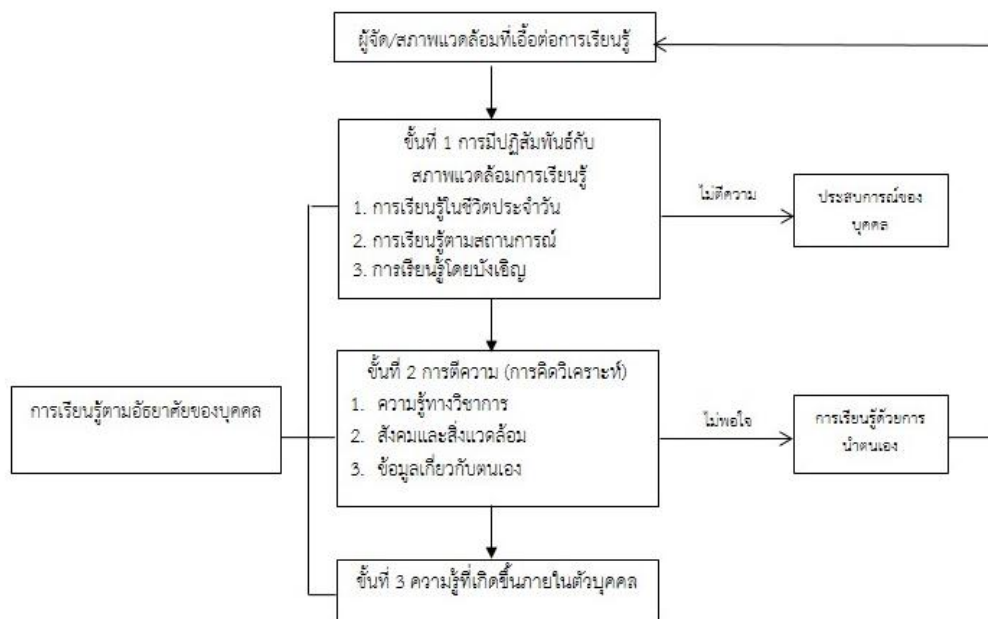 ผู้จัด/สภาพแวดล้อมที่เอื้อต่อการเรียนรู้
ขั้นที่ 1 การมีปฏิสัมพันธ์กับ
สภาพแวดล้อมการเรียนรู้
1. การเรียนรู้ในชีวิตประจำวัน
2. การเรียนรู้ตามสถานการณ์
3. การเรียนรู้โดยบังเอิญ
ไม่ตีความ
ประสบการณ์ของ
บุคคล
ขั้นที่ 2 การตีความ (การคิดวิเคราะห์)
1. ความรู้ทางวิชาการ
2. สังคมและสิ่งแวดล้อม
3. ข้อมูลเกี่ยวกับตนเอง
การเรียนรู้ตามอัธยาศัยของบุคคล
ไม่พอใจ
การเรียนรู้ด้วยการ
นำตนเอง
ขั้นที่ 3 ความรู้ที่เกิดขึ้นภายในตัวบุคคล